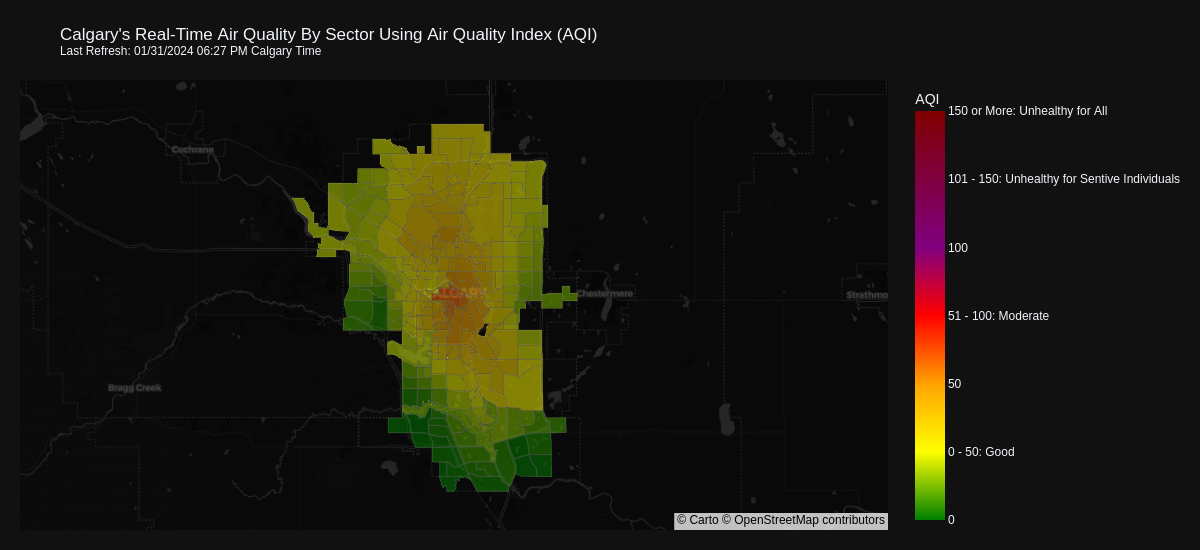 Calgary's Real-Time Air Quality By Sector Using Air Quality Index (AQI)
Last Refresh: 01/31/2024 06:27 PM Calgary Time
AQI
150 or More: Unhealthy for All
Cochrane
101 - 150: Unhealthy for Sentive Individuals
100
CALGARY
Chestermere
Strathmo
51 - 100: Moderate
Bragg Creek
50
0 - 50: Good
© Carto © OpenStreetMap contributors
0